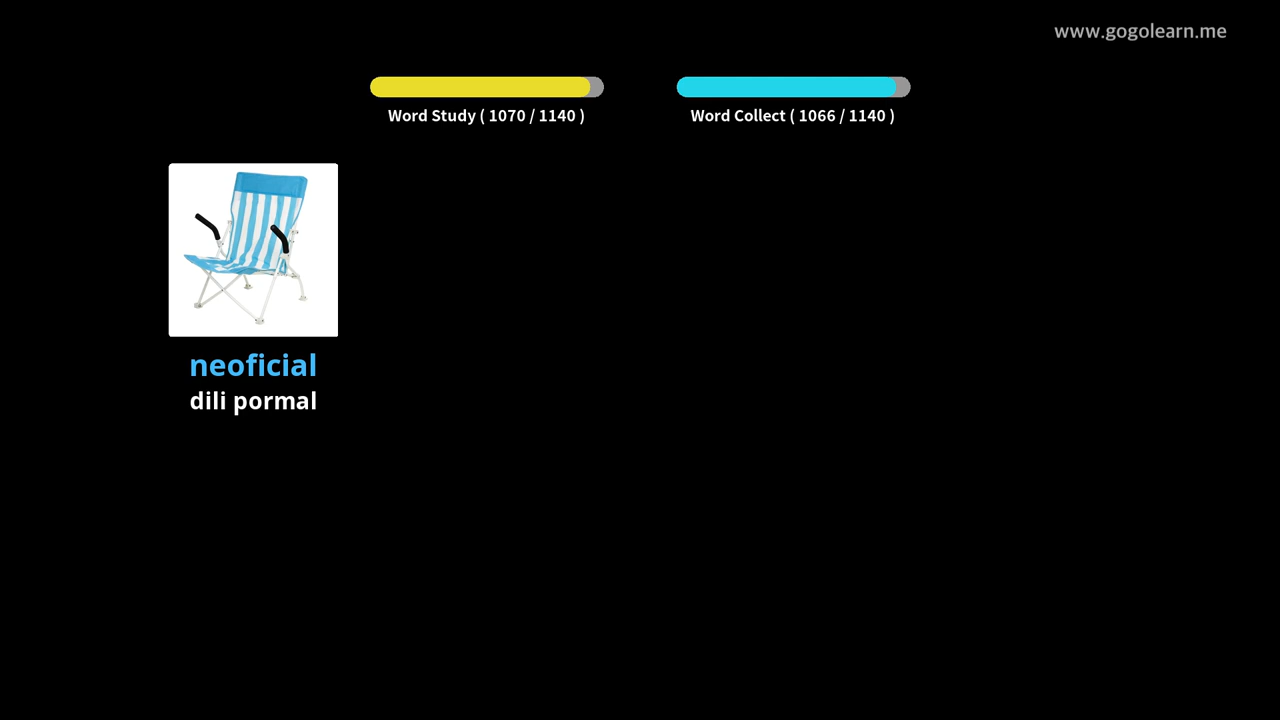 www.gogolearn.me
Word Study ( 1070 / 1140 )
Word Collect ( 1066 / 1140 )
neoficial
dili pormal